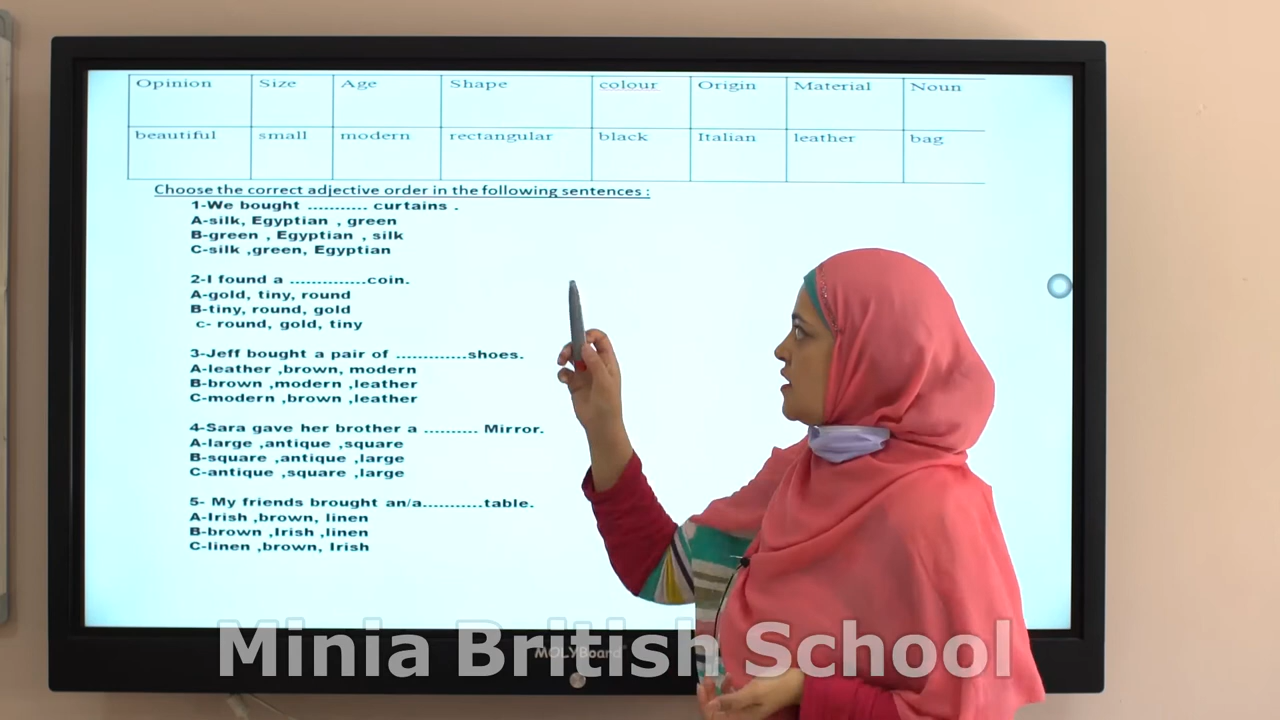 Opinion Size Age Shape colour Origin Material Noun
beautiful small modern rectangular black Italian leather bag
Choose the correct adjective order in the following sentences :
1-We bought ........... curtains .
A-silk, Egyptian , green
B-green , Egyptian , silk
C-silk ,green, Egyptian
2-I found a ..............coin.
A-gold, tiny, round
B-tiny, round, gold
c- round, gold, tiny
3-Jeff bought a pair of .............shoes.
A-leather ,brown, modern
B-brown ,modern ,leather
C-modern ,brown ,leather
4-Sara gave her brother a .......... Mirror.
A-large ,antique ,square
B-square ,antique ,large
C-antique ,square ,large
5- My friends brought an/a...........table.
A-Irish ,brown, linen
B-brown ,Irish ,linen
C-linen ,brown, Irish
Minia British School
MOLYBoard